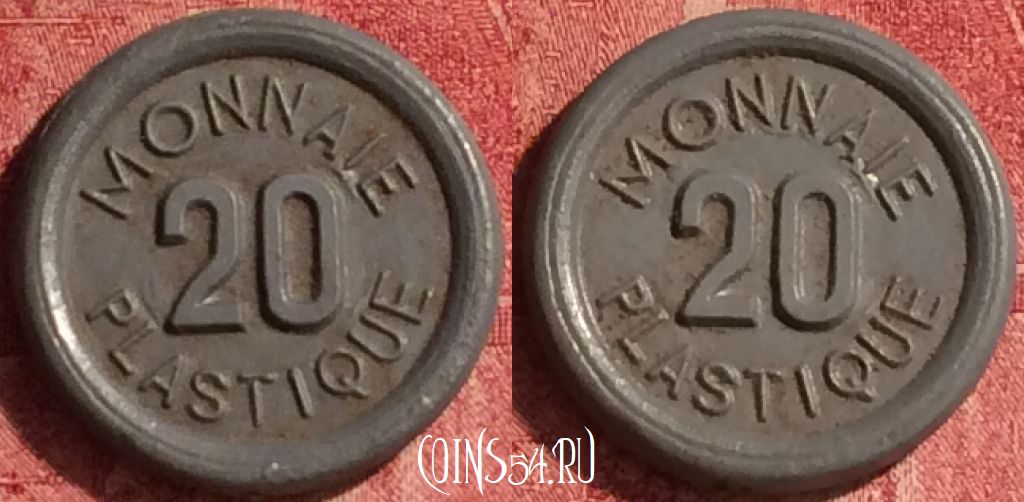 MONNAIE
20
PLASTIQUE
MONNAIE
20
PLASTIQUE
COINS54.RU